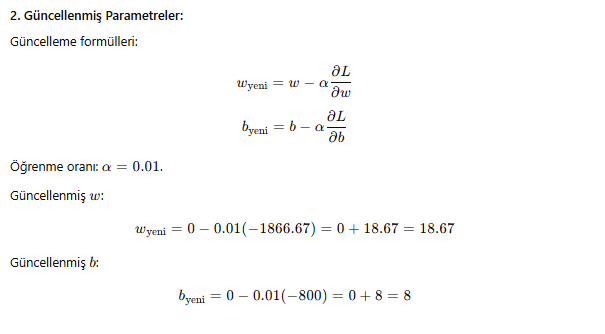 2. Güncellenmiş Parametreler:
Güncelleme formülleri:
w_yeni = w − α ∂L/∂w
b_yeni = b − α ∂L/∂b
Öğrenme oranı: α = 0.01.
Güncellenmiş w:
w_yeni = 0 − 0.01(−1866.67) = 0 + 18.67 = 18.67
Güncellenmiş b:
b_yeni = 0 − 0.01(−800) = 0 + 8 = 8